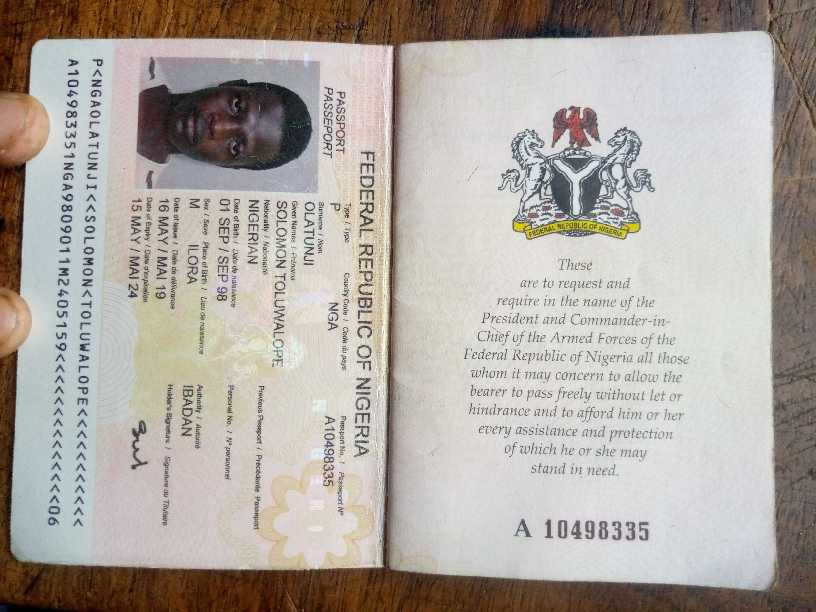 FEDERAL REPUBLIC OF NIGERIA
PASSPORT
PASSEPORT
Type / Type
Country Code / Code du pays
Passport No. / Passeport Nº
P
NGA
A10498335
Surname / Nom
OLATUNJI
Given Names / Prénoms
SOLOMON TOLUWALOPE
Nationality / Nationalité
Previous Passport / Précédente Passeport
NIGERIAN
Date of Birth / Date de naissance
Personal No. / Nº personnel
01 SEP / SEP 98
Sex / Sexe
Place of Birth / Lieu de naissance
Authority / Autorité
M
ILORA
IBADAN
Date of Issue / Date de délivrance
Holder's Signature / Signature du Titulaire
16 MAY / MAI 19
Date of Expiry / Date d'expiration
15 MAY / MAI 24
P<NGAOLATUNJI<<SOLOMON<TOLUWALOPE<<<<<<<<<<<
A104983351NGA9809011M2405159<<<<<<<<<<<<<<06
FEDERAL REPUBLIC OF NIGERIA
These
are to request and
require in the name of the
President and Commander-in-
Chief of the Armed Forces of the
Federal Republic of Nigeria all those
whom it may concern to allow the
bearer to pass freely without let or
hindrance and to afford him or her
every assistance and protection
of which he or she may
stand in need.
A 10498335